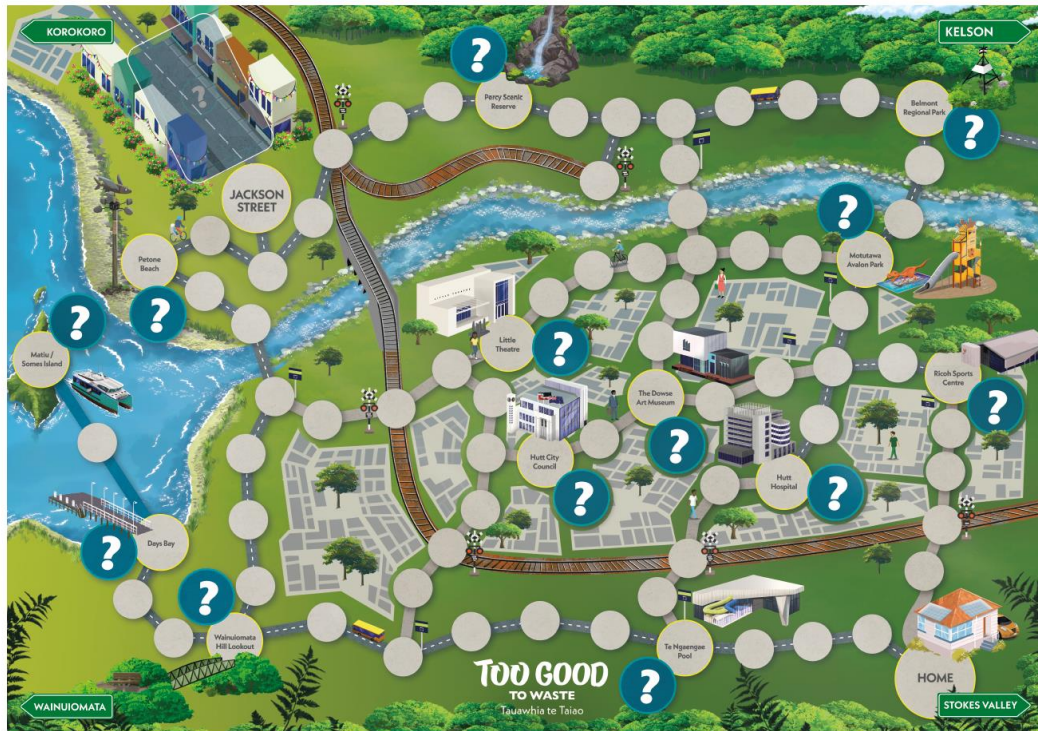 KOROKORO
KELSON
?
?
Percy Scenic
Reserve
Belmont
Regional Park
?
JACKSON
STREET
?
Petone
Beach
Motutawa
Avalon Park
?
?
Matiu /
Somes Island
Little
Theatre
?
Ricoh Sports
Centre
The Dowse
Art Museum
?
?
Hutt City
Council
Hutt
Hospital
?
?
Days Bay
?
?
Wainuiomata
Hill Lookout
Te Ngaengae
Pool
?
HOME
TOO GOOD
TO WASTE
Tauawhia te Taiao
WAINUIOMATA
STOKES VALLEY